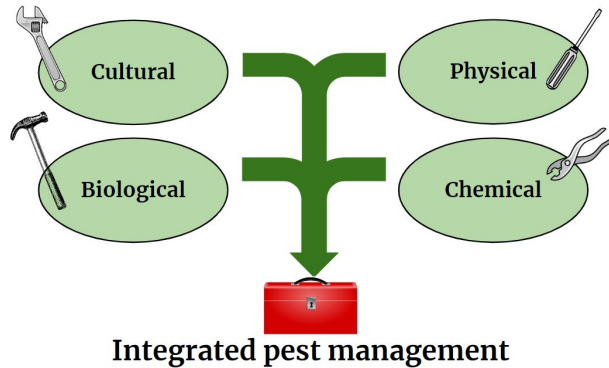 Cultural
Physical
Biological
Chemical
Integrated pest management